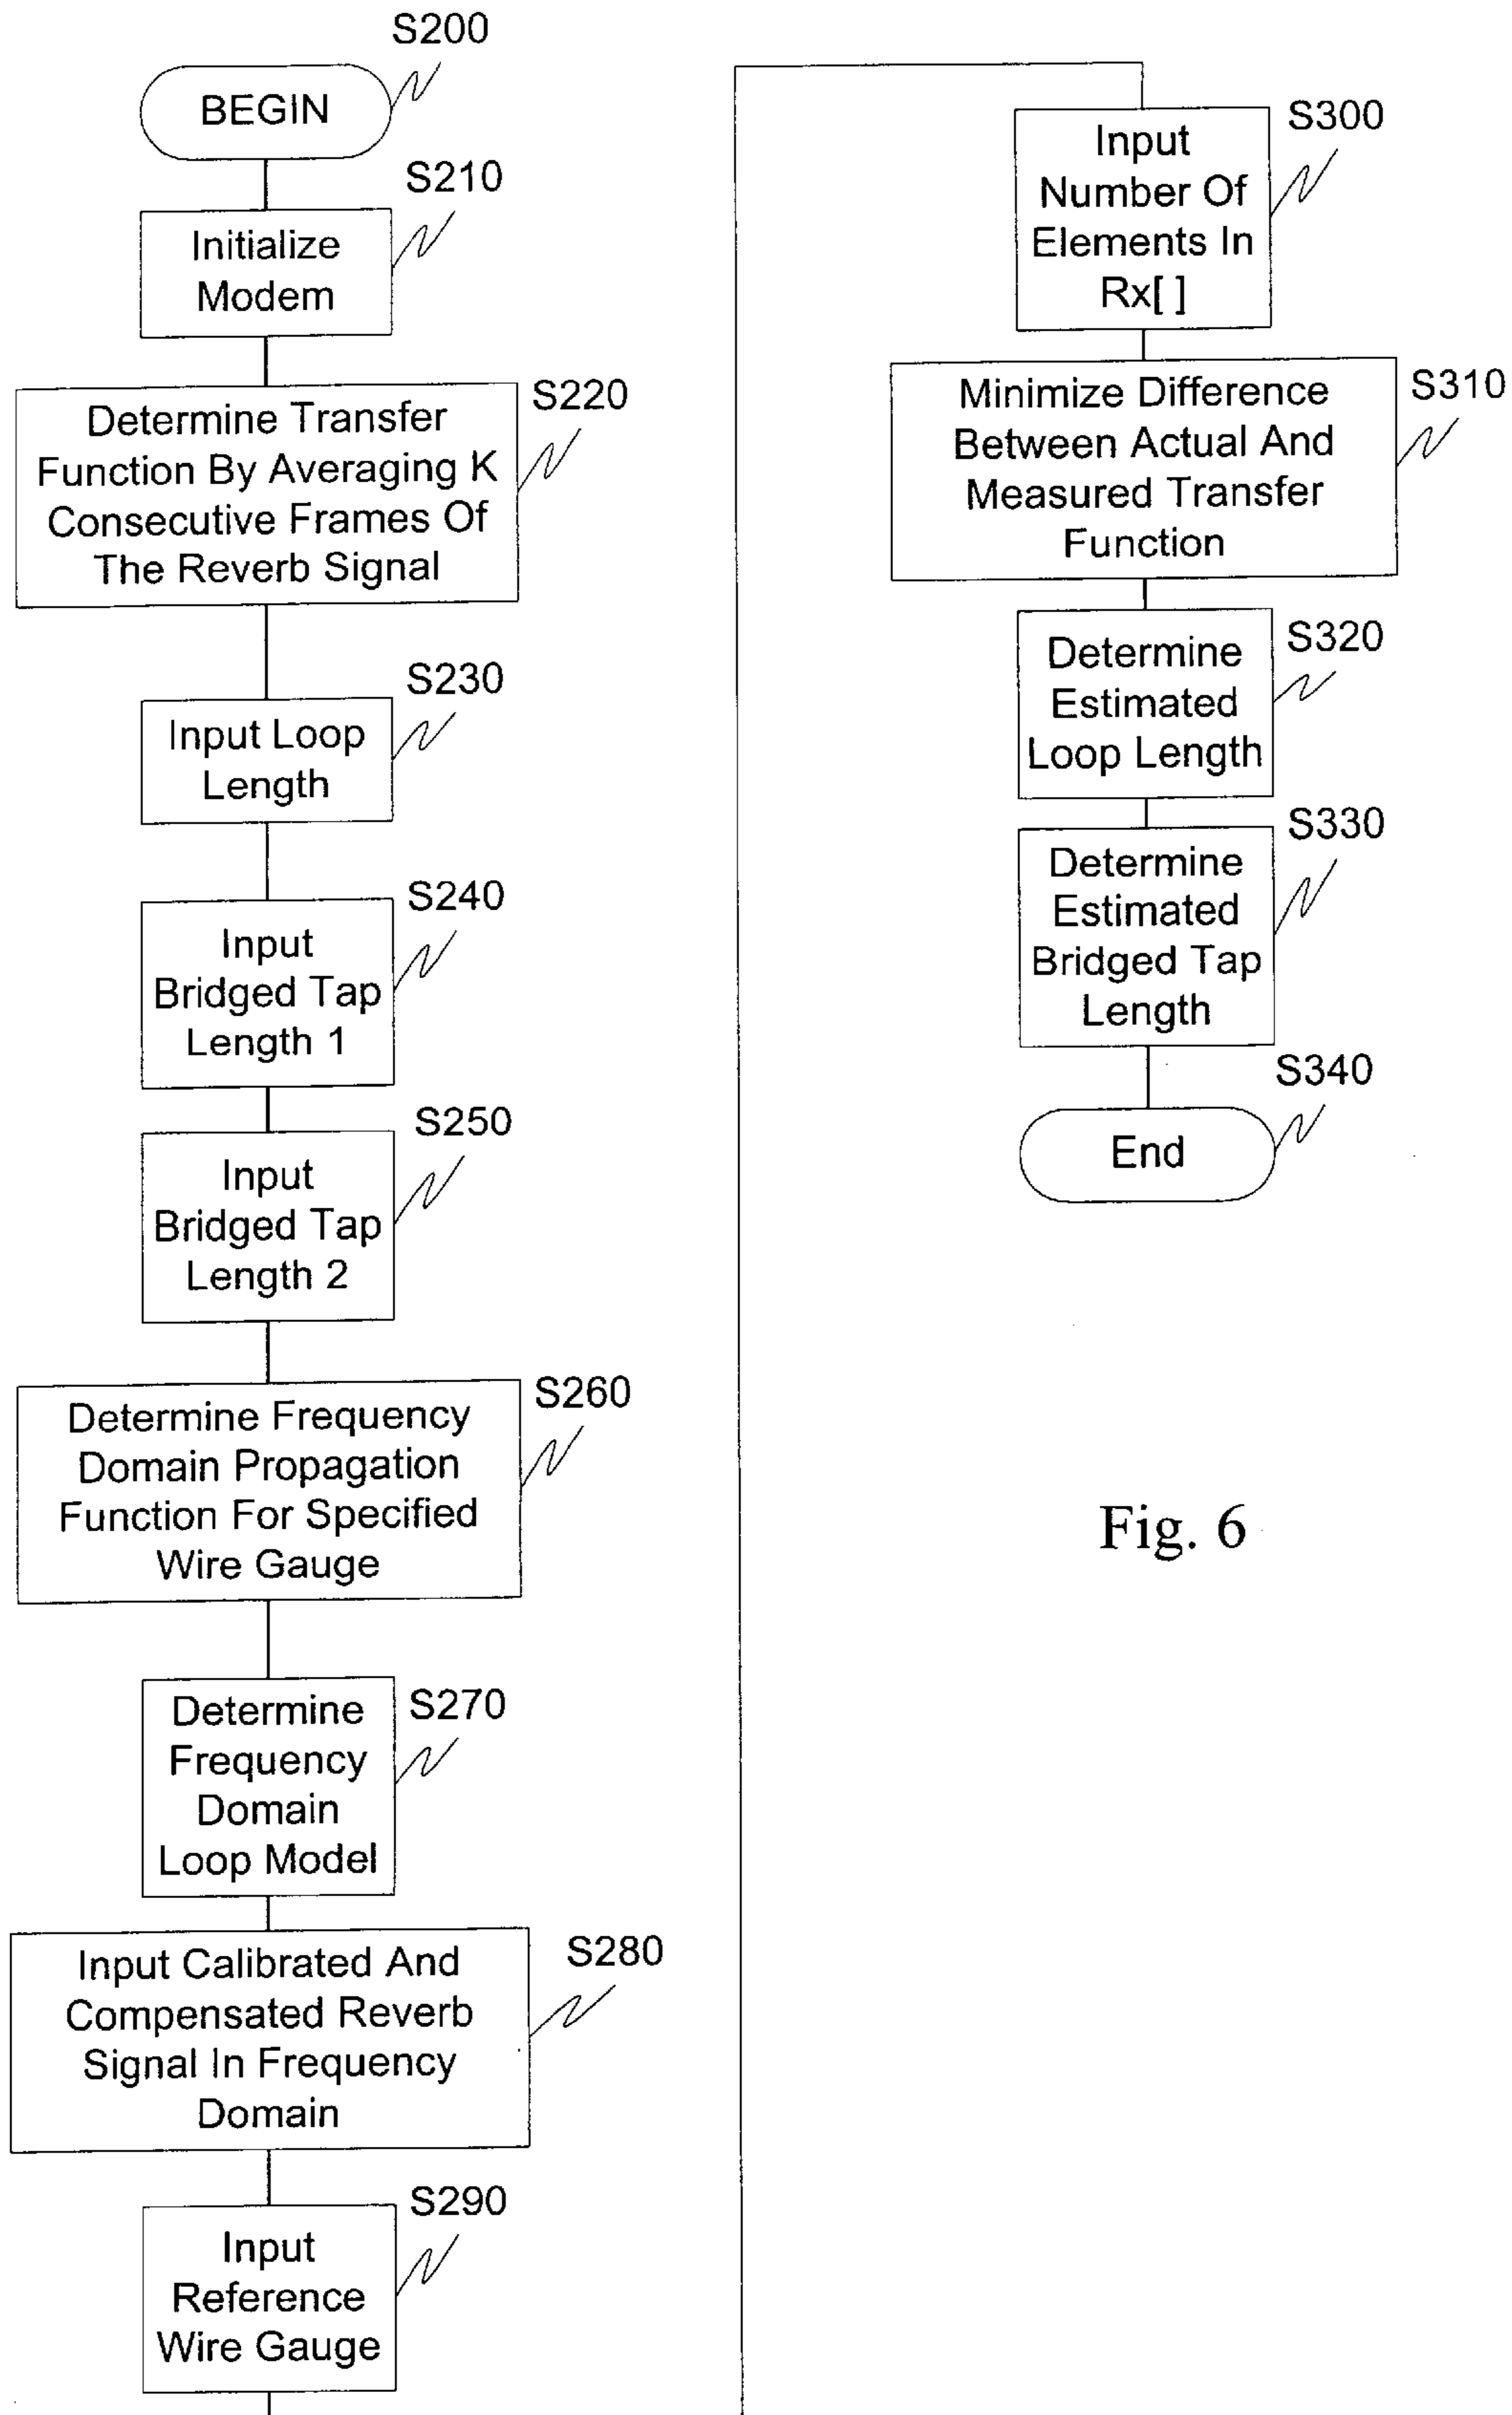 S200
BEGIN
S210
Initialize
Modem
S220
Determine Transfer
Function By Averaging K
Consecutive Frames Of
The Reverb Signal
S230
Input Loop
Length
S240
Input
Bridged Tap
Length 1
S250
Input
Bridged Tap
Length 2
S260
Determine Frequency
Domain Propagation
Function For Specified
Wire Gauge
S270
Determine
Frequency
Domain
Loop Model
S280
Input Calibrated And
Compensated Reverb
Signal In Frequency
Domain
S290
Input
Reference
Wire Gauge
S300
Input
Number Of
Elements In
Rx[ ]
S310
Minimize Difference
Between Actual And
Measured Transfer
Function
S320
Determine
Estimated
Loop Length
S330
Determine
Estimated
Bridged Tap
Length
S340
End
Fig. 6